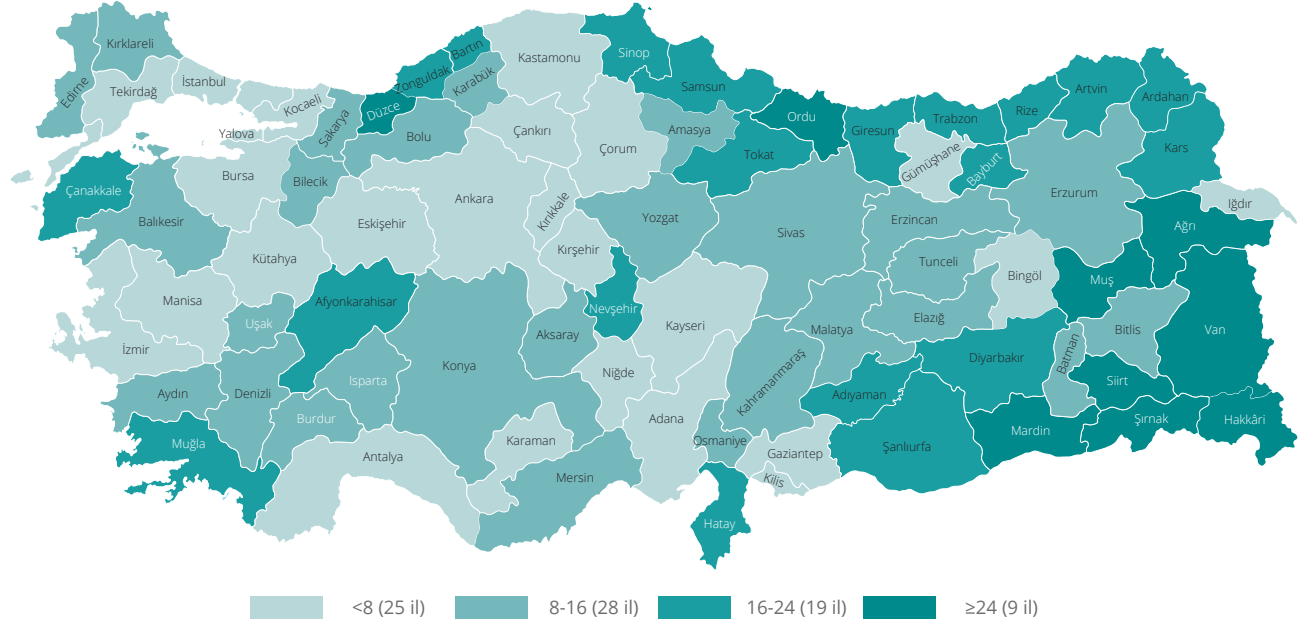 Kırklareli
Edirne
Tekirdağ
İstanbul
Kocaeli
Yalova
Sakarya
Düzce
Zonguldak
Bartın
Karabük
Kastamonu
Sinop
Samsun
Ordu
Giresun
Trabzon
Rize
Artvin
Ardahan
Kars
Bolu
Çankırı
Çorum
Amasya
Tokat
Gümüşhane
Bayburt
Erzurum
Iğdır
Ağrı
Çanakkale
Balıkesir
Bursa
Bilecik
Eskişehir
Ankara
Kırıkkale
Kırşehir
Yozgat
Sivas
Erzincan
Tunceli
Bingöl
Muş
Bitlis
Van
Kütahya
Manisa
Uşak
Afyonkarahisar
İzmir
Nevşehir
Aksaray
Kayseri
Malatya
Elazığ
Diyarbakır
Batman
Siirt
Aydın
Denizli
Isparta
Burdur
Konya
Niğde
Adana
Kahramanmaraş
Adıyaman
Şanlıurfa
Mardin
Şırnak
Hakkâri
Muğla
Antalya
Karaman
Mersin
Osmaniye
Gaziantep
Kilis
Hatay
<8 (25 il)
8-16 (28 il)
16-24 (19 il)
≥24 (9 il)